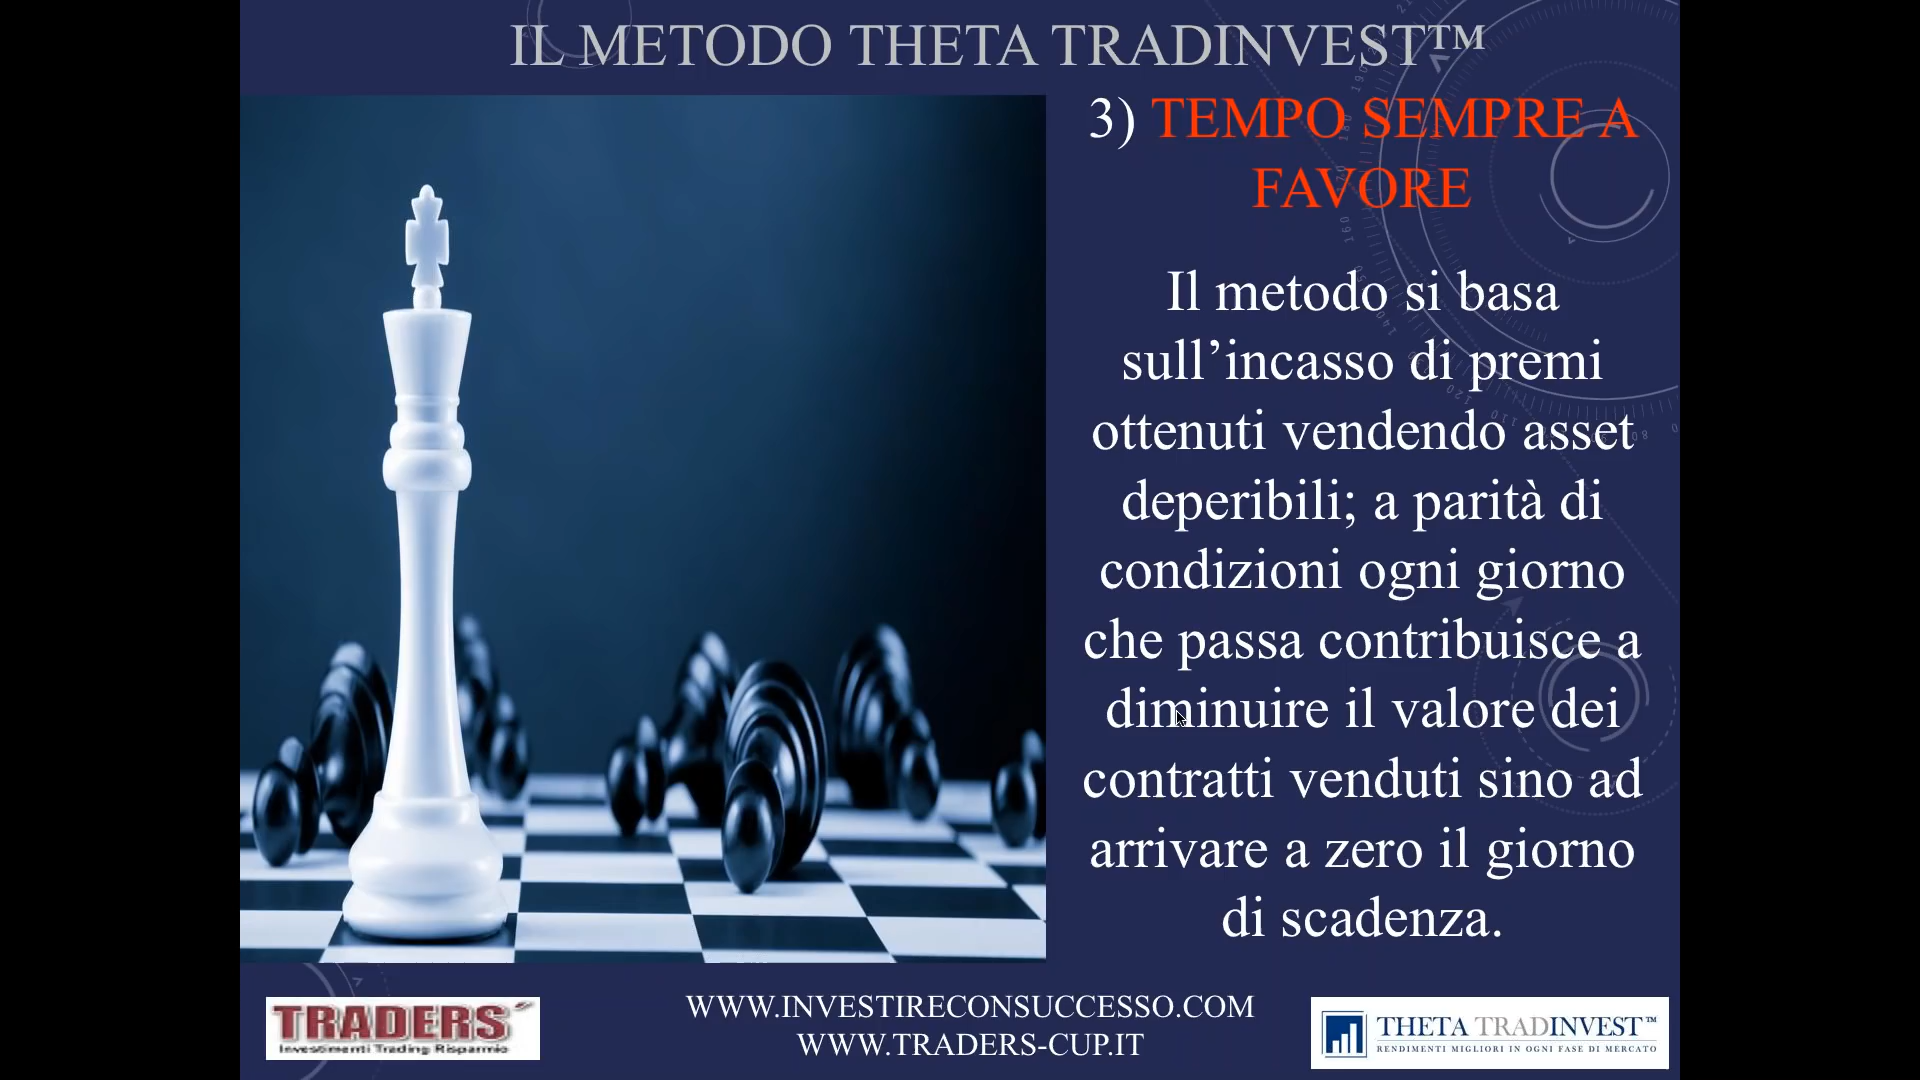 IL METODO THETA TRADINVEST™
3) TEMPO SEMPRE A
FAVORE
Il metodo si basa
sull’incasso di premi
ottenuti vendendo asset
deperibili; a parità di
condizioni ogni giorno
che passa contribuisce a
diminuire il valore dei
contratti venduti sino ad
arrivare a zero il giorno
di scadenza.
TRADERS´
Investimenti Trading Risparmio
WWW.INVESTIRECONSUCCESSO.COM
WWW.TRADERS-CUP.IT
THETA TRADINVEST™
RENDIMENTI MIGLIORI IN OGNI FASE DI MERCATO